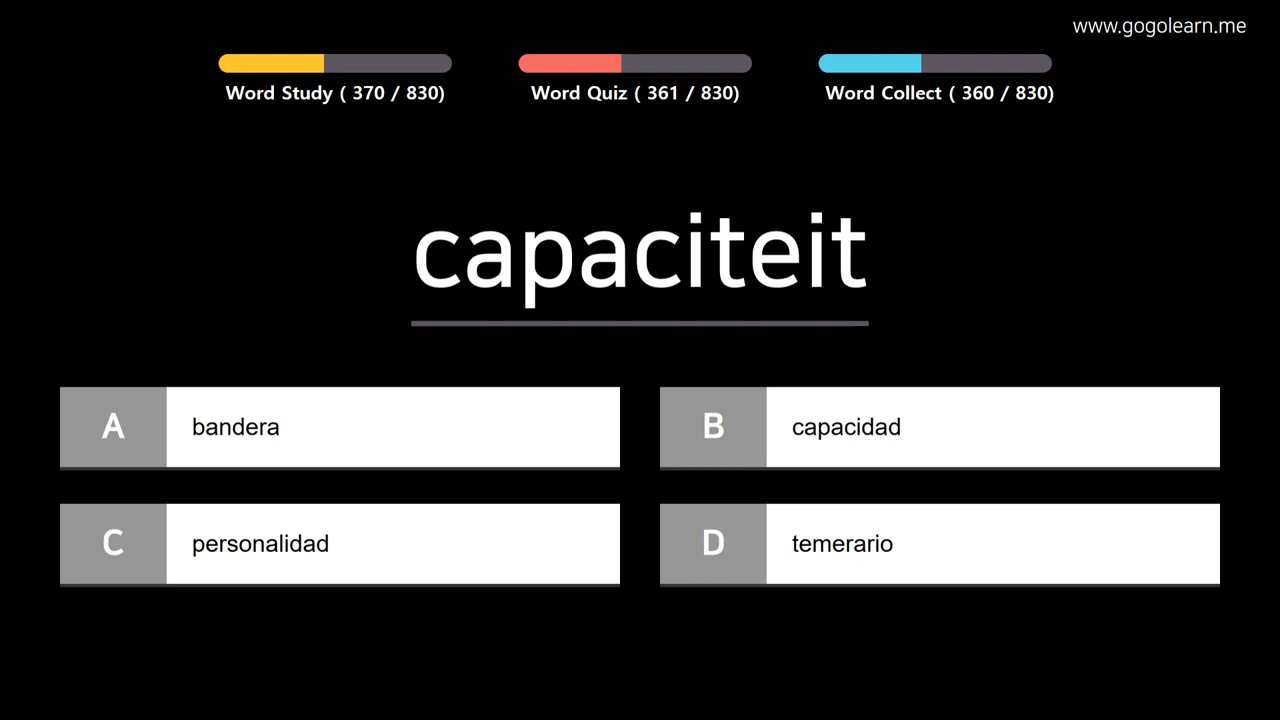 www.gogolearn.me
Word Study ( 370 / 830)
Word Quiz ( 361 / 830)
Word Collect ( 360 / 830)
capaciteit
A bandera
B capacidad
C personalidad
D temerario